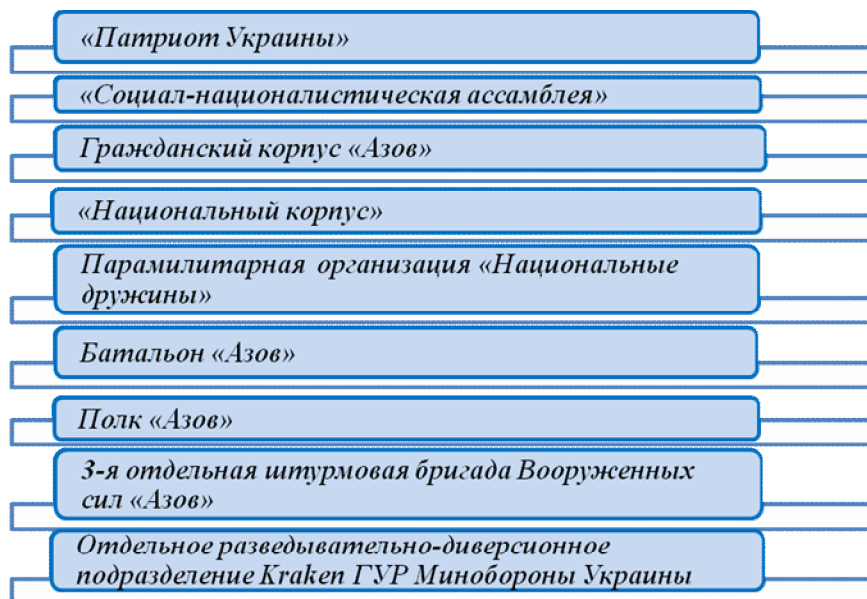 «Патриот Украины»
«Социал-националистическая ассамблея»
Гражданский корпус «Азов»
«Национальный корпус»
Парамилитарная организация «Национальные
дружины»
Батальон «Азов»
Полк «Азов»
3-я отдельная штурмовая бригада Вооруженных
сил «Азов»
Отдельное разведывательно-диверсионное
подразделение Kraken ГУР Минобороны Украины